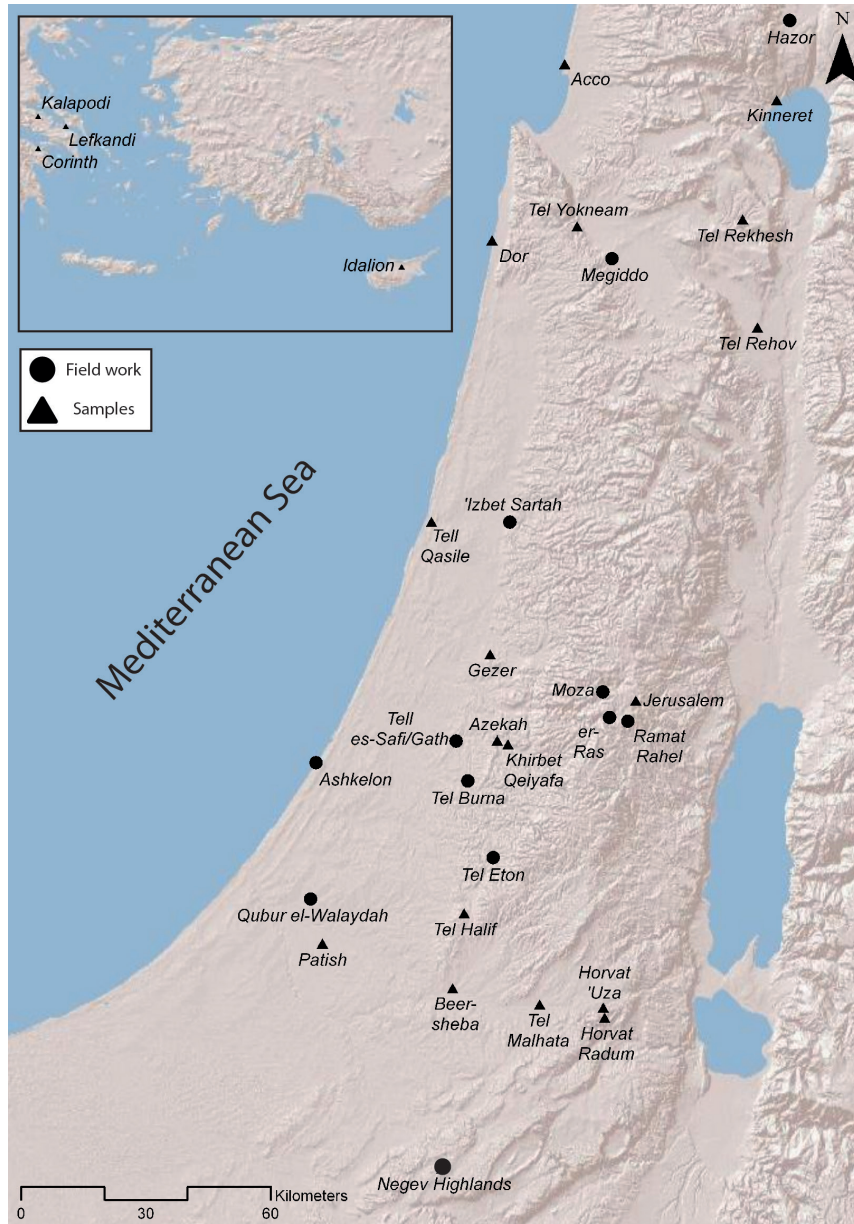 N
Hazor
Acco
Kinneret
Kalapodi
Lefkandi
Corinth
Idalion
Tel Yokneam
Tel Rekhesh
Dor
Megiddo
Tel Rehov
Field work
Samples
Mediterranean Sea
'Izbet Sartah
Tell
Qasile
Gezer
Moza
Jerusalem
er-
Ras
Ramat
Rahel
Tell
es-Safi/Gath
Azekah
Khirbet
Qeiyafa
Ashkelon
Tel Burna
Tel Eton
Qubur el-Walaydah
Tel Halif
Patish
Horvat
'Uza
Beer-
sheba
Tel
Malhata
Horvat
Radum
Negev Highlands
Kilometers
0 30 60